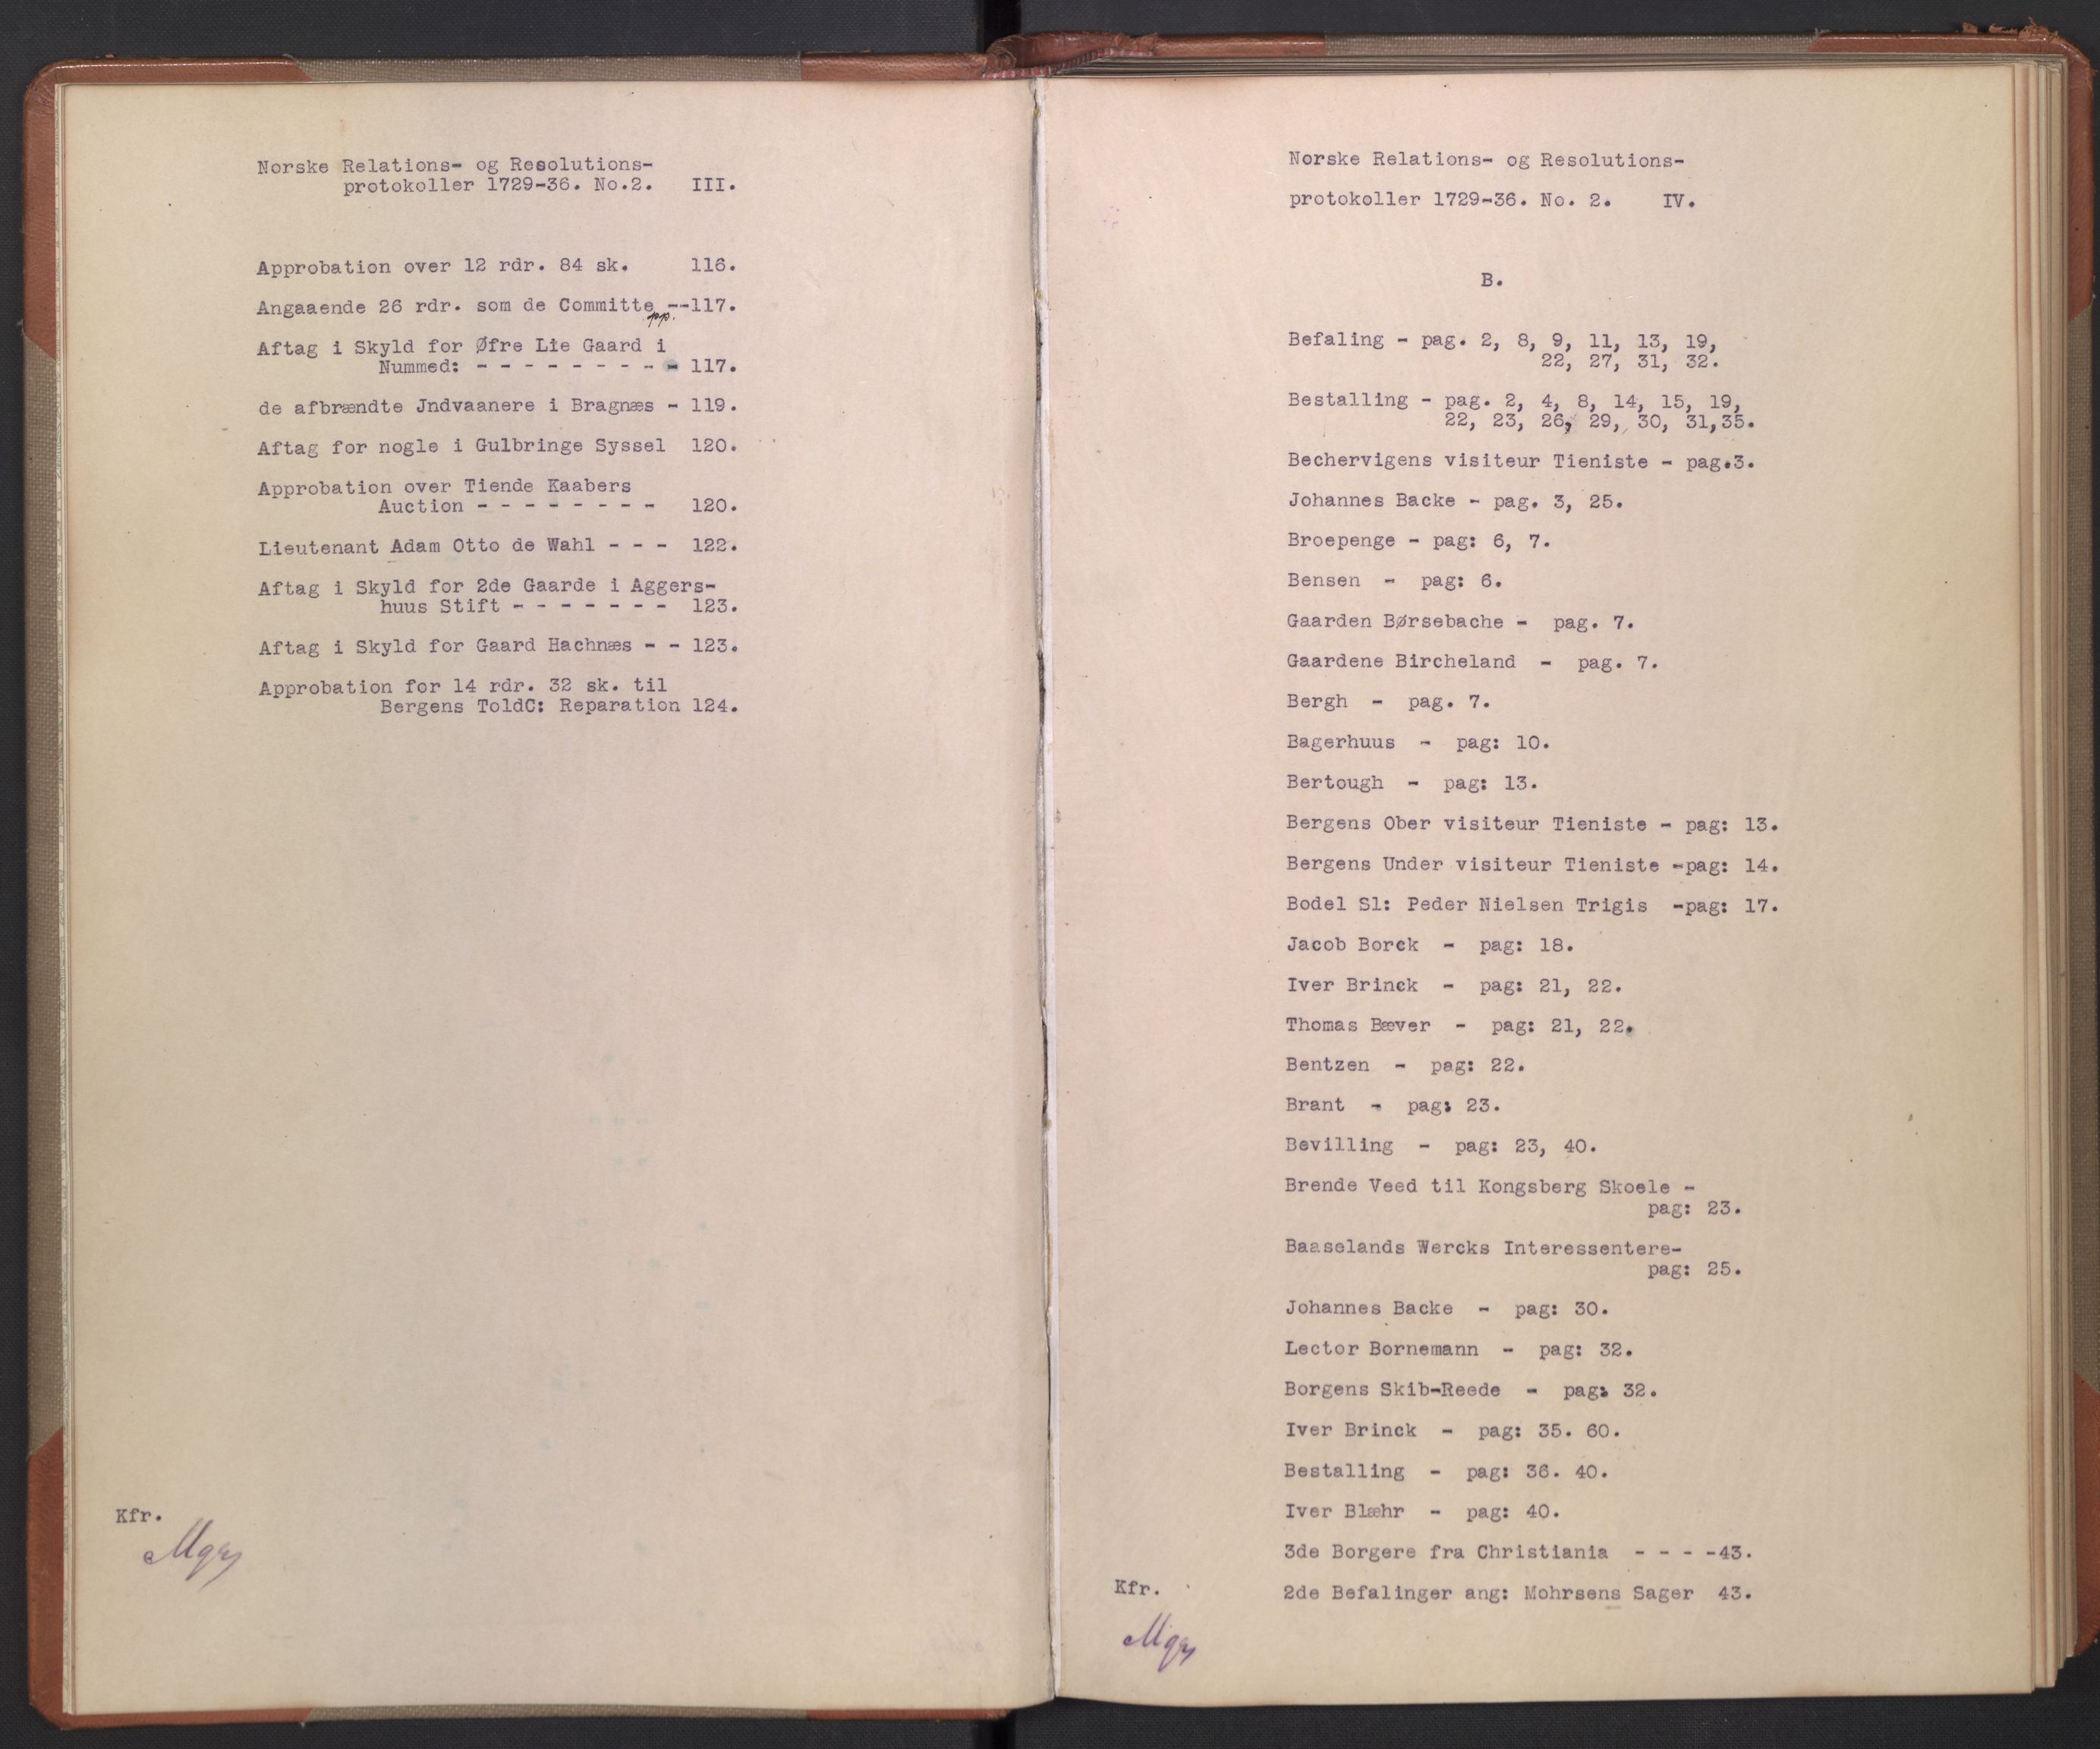 Norske Relations- og Resolutions-
protokoller 1729-36. No.2. III.
Approbation over 12 rdr. 84 sk. 116.
Angaaende 26 rdr. som de Committe pp. --117.
Aftag i Skyld for Øfre Lie Gaard i
Nummed: - - - - - - - - - 117.
de afbrændte Jndvaanere i Bragnæs - 119.
Aftag for nogle i Gulbringe Syssel 120.
Approbation over Tiende Kaabers
Auction - - - - - - - - 120.
Lieutenant Adam Otto de Wahl - - - 122.
Aftag i Skyld for 2de Gaarde i Aggers-
huus Stift - - - - - - - 123.
Aftag i Skyld for Gaard Hachnæs - - 123.
Approbation for 14 rdr. 32 sk. til
Bergens ToldC: Reparation 124.
Kfr.
Norske Relations- og Resolutions-
protokoller 1729-36. No. 2. IV.
B.
Befaling - pag. 2, 8, 9, 11, 13, 19,
22, 27, 31, 32.
Bestalling - pag. 2, 4, 8, 14, 15, 19,
22, 23, 26, 29, 30, 31,35.
Bechervigens visiteur Tieniste - pag.3.
Johannes Backe - pag. 3, 25.
Broepenge - pag: 6, 7.
Bensen - pag: 6.
Gaarden Børsebache - pag. 7.
Gaardene Bircheland - pag. 7.
Bergh - pag. 7.
Bagerhuus - pag: 10.
Bertough - pag: 13.
Bergens Ober visiteur Tieniste - pag: 13.
Bergens Under visiteur Tieniste -pag: 14.
Bodel Sl: Peder Nielsen Trigis -pag: 17.
Jacob Borck - pag: 18.
Iver Brinck - pag: 21, 22.
Thomas Bæver - pag: 21, 22.
Bentzen - pag: 22.
Brant - pag: 23.
Bevilling - pag: 23, 40.
Brende Veed til Kongsberg Skoele -
pag: 23.
Baaselands Wercks Interessentere-
pag: 25.
Johannes Backe - pag: 30.
Lector Bornemann - pag: 32.
Borgens Skib-Reede - pag: 32.
Iver Brinck - pag: 35. 60.
Bestalling - pag: 36. 40.
Iver Blæhr - pag: 40.
3de Borgere fra Christiania - - - -43.
2de Befalinger ang: Mohrsens Sager 43.
Kfr.